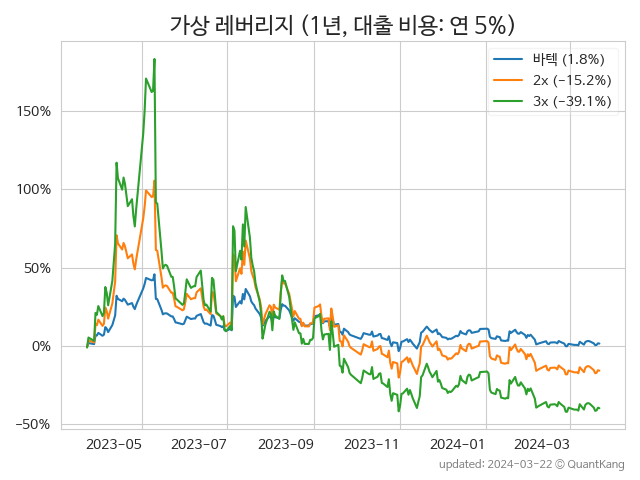 가상 레버리지 (1년, 대출 비용: 연 5%)
바텍 (1.8%)
2x (−15.2%)
3x (−39.1%)
150%
100%
50%
0%
−50%
2023-05 2023-07 2023-09 2023-11 2024-01 2024-03
updated: 2024-03-22 © QuantKang